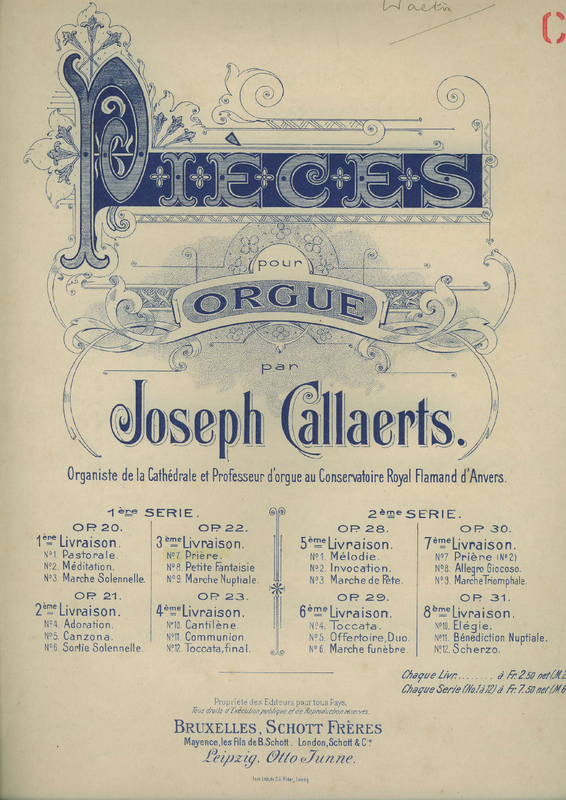 C
PIÈCES
pour
ORGUE
par
Joseph Callaerts.
Organiste de la Cathédrale et Professeur d'orgue au Conservatoire Royal Flamand d'Anvers.
1ère SERIE.
OP. 20.
1ère Livraison.
No 1. Pastorale.
No 2. Méditation.
No 3. Marche Solennelle.
OP. 21.
2ème Livraison.
No 4. Adoration.
No 5. Canzona.
No 6. Sortie Solennelle.
OP. 22.
3ème Livraison.
No 7. Prière.
No 8. Petite Fantaisie
No 9. Marche Nuptiale.
OP. 23.
4ème Livraison.
No 10. Cantilène.
No 11. Communion.
No 12. Toccata, final.
2ème SERIE.
OP. 28.
5ème Livraison.
No 1. Mélodie.
No 2. Invocation.
No 3. Marche de Fête.
OP. 29.
6ème Livraison.
No 4. Toccata.
No 5. Offertoire, Duo.
No 6. Marche funèbre.
OP. 30.
7ème Livraison.
No 7. Prière (No 2)
No 8. Allegro Giocoso.
No 9. Marche Triomphale.
OP. 31.
8ème Livraison.
No 10. Elégie.
No 11. Bénediction Nuptiale.
No 12. Scherzo.
Chaque Livr........ à Fr. 2.50 net (M. 2
Chaque Serie (No. 1 à 12) à Fr. 7.50 net (M. 6
Propriété des Editeurs pour tous Pays.
Tous droits d'Exécution publique et de Reproduction réservés.
BRUXELLES, SCHOTT FRÈRES
Mayence, les Fils de B. Schott. London, Schott & Cie
Leipzig, Otto Junne.